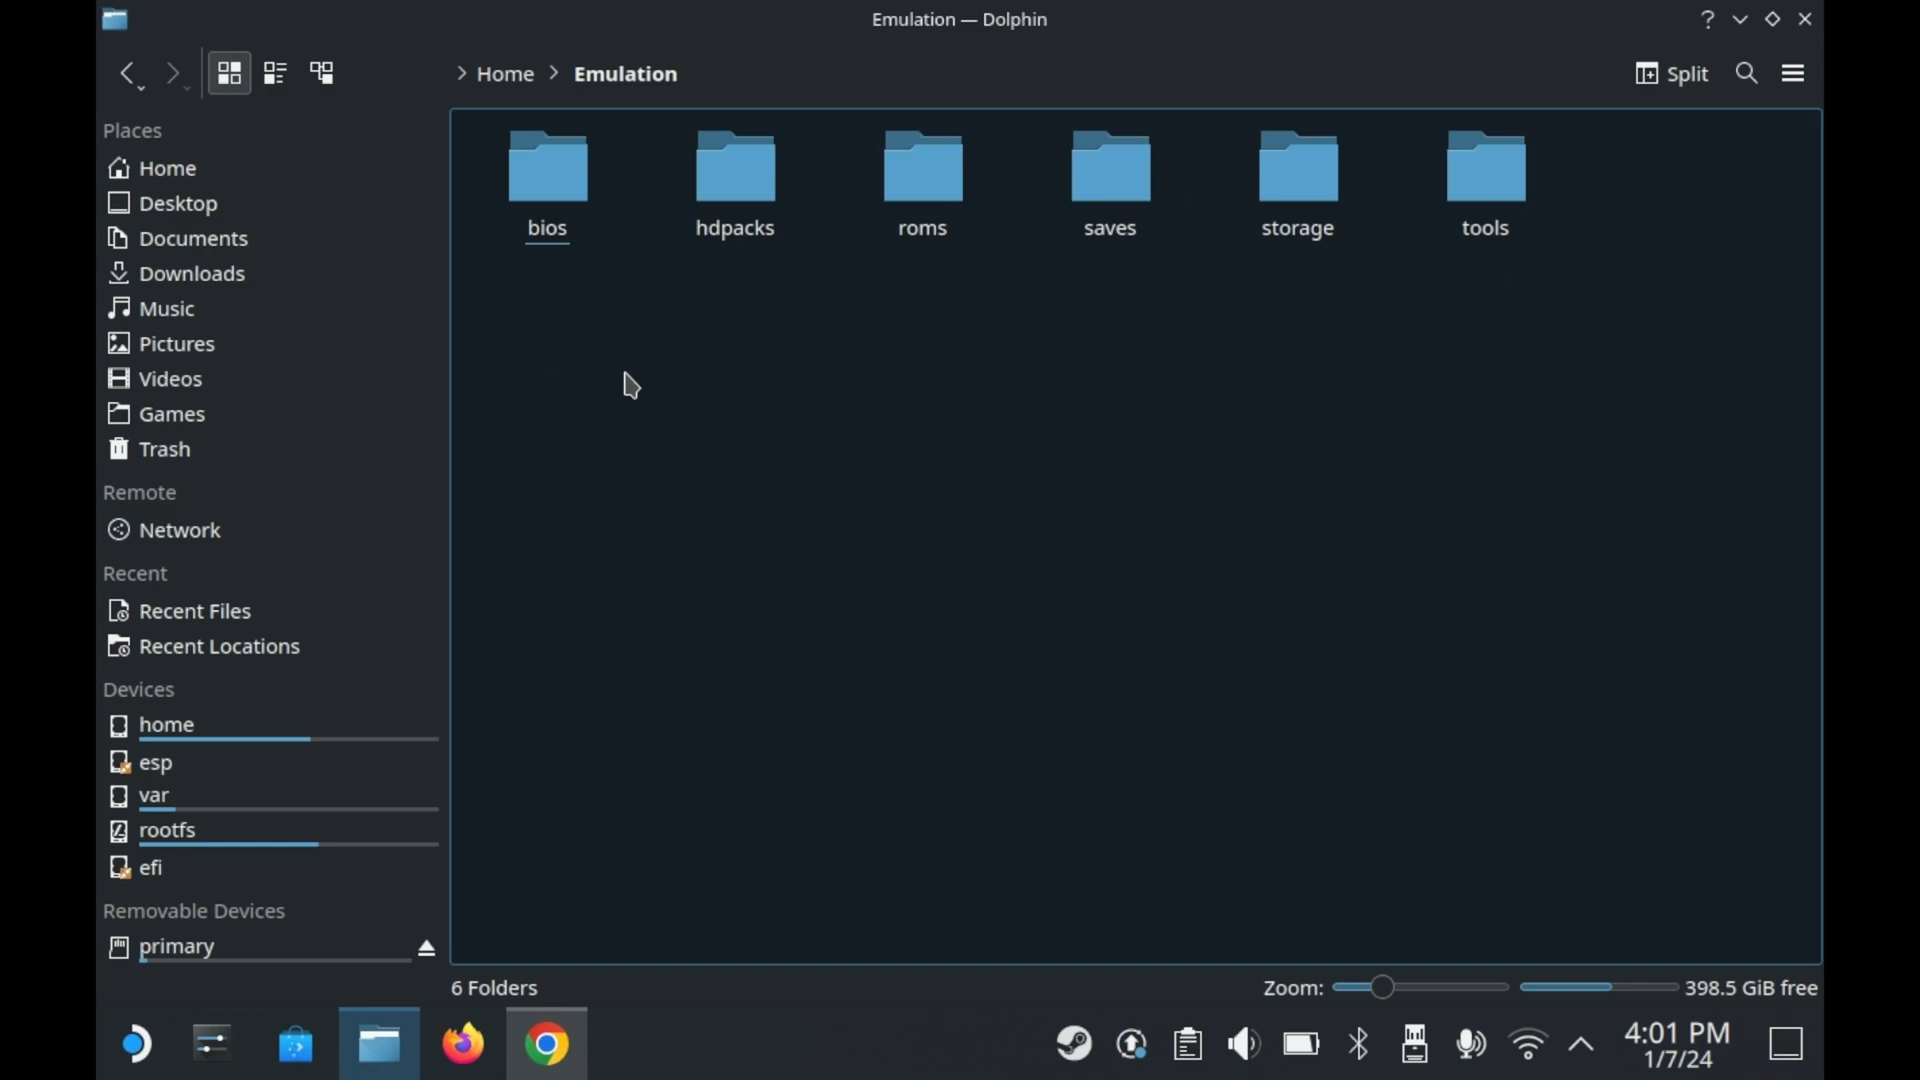 Emulation — Dolphin
Home
Emulation
Split
Places
Home
Desktop
Documents
Downloads
Music
Pictures
Videos
Games
Trash
Remote
Network
Recent
Recent Files
Recent Locations
Devices
home
esp
var
rootfs
efi
Removable Devices
primary
bios
hdpacks
roms
saves
storage
tools
6 Folders
Zoom:
398.5 GiB free
4:01 PM
1/7/24